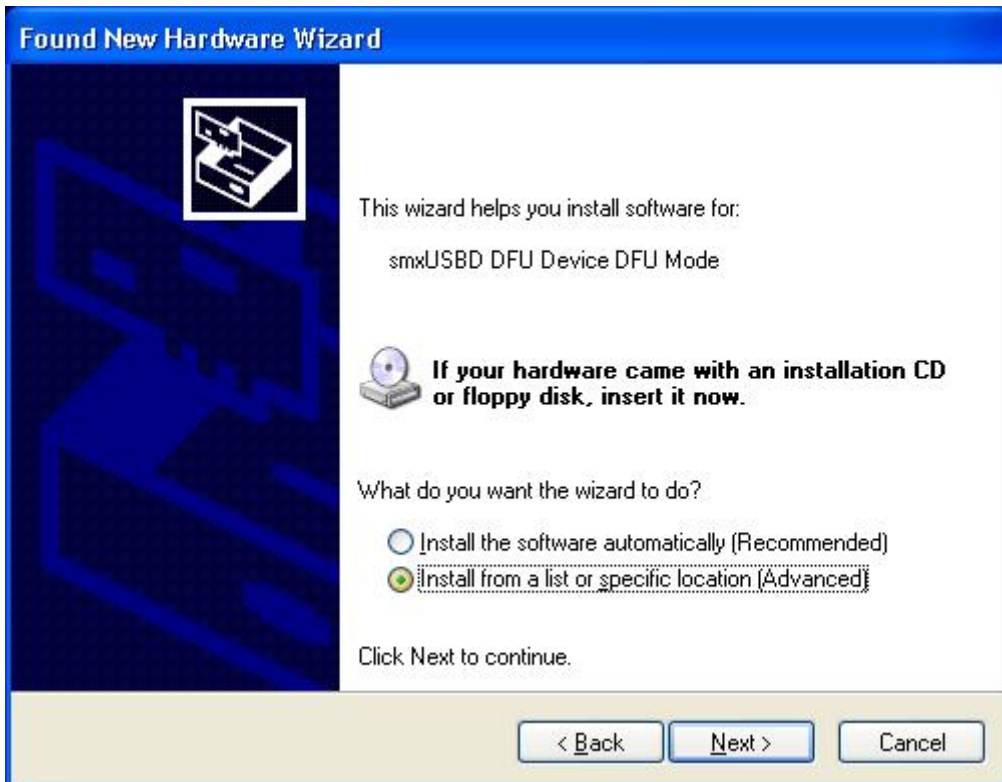 Found New Hardware Wizard
This wizard helps you install software for:
smxUSBD DFU Device DFU Mode
If your hardware came with an installation CD
or floppy disk, insert it now.
What do you want the wizard to do?
Install the software automatically (Recommended)
Install from a list or specific location (Advanced)
Click Next to continue.
< Back Next > Cancel